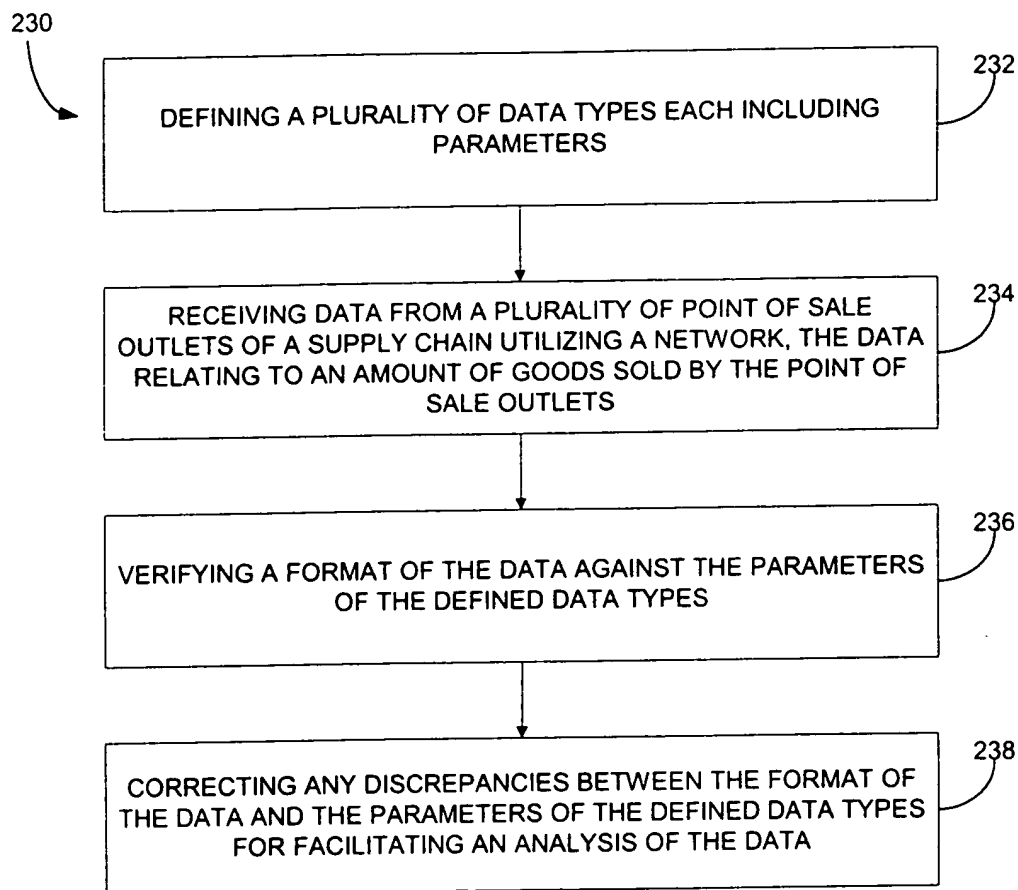 230
232
DEFINING A PLURALITY OF DATA TYPES EACH INCLUDING
PARAMETERS
234
RECEIVING DATA FROM A PLURALITY OF POINT OF SALE
OUTLETS OF A SUPPLY CHAIN UTILIZING A NETWORK, THE DATA
RELATING TO AN AMOUNT OF GOODS SOLD BY THE POINT OF
SALE OUTLETS
236
VERIFYING A FORMAT OF THE DATA AGAINST THE PARAMETERS
OF THE DEFINED DATA TYPES
238
CORRECTING ANY DISCREPANCIES BETWEEN THE FORMAT OF
THE DATA AND THE PARAMETERS OF THE DEFINED DATA TYPES
FOR FACILITATING AN ANALYSIS OF THE DATA